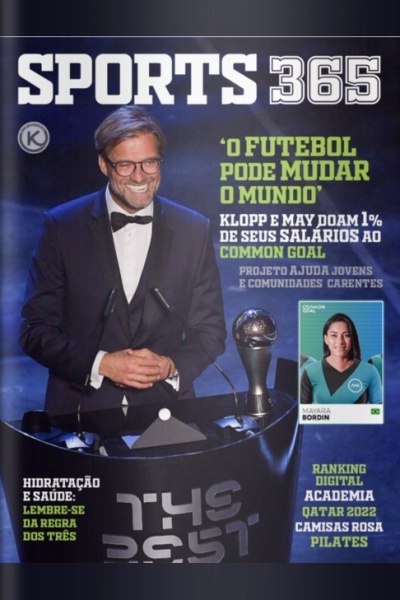 SPORTS 365
K
'O FUTEBOL
PODE MUDAR
O MUNDO'
KLOPP E MAY DOAM 1%
DE SEUS SALÁRIOS AO
COMMON GOAL
PROJETO AJUDA JOVENS
E COMUNIDADES CARENTES
COMMON
GOAL
MAYARA
BORDIN
HIDRATAÇÃO
E SAÚDE:
LEMBRE-SE
DA REGRA
DOS TRÊS
RANKING
DIGITAL
ACADEMIA
QATAR 2022
CAMISAS ROSA
PILATES
THE
BEST